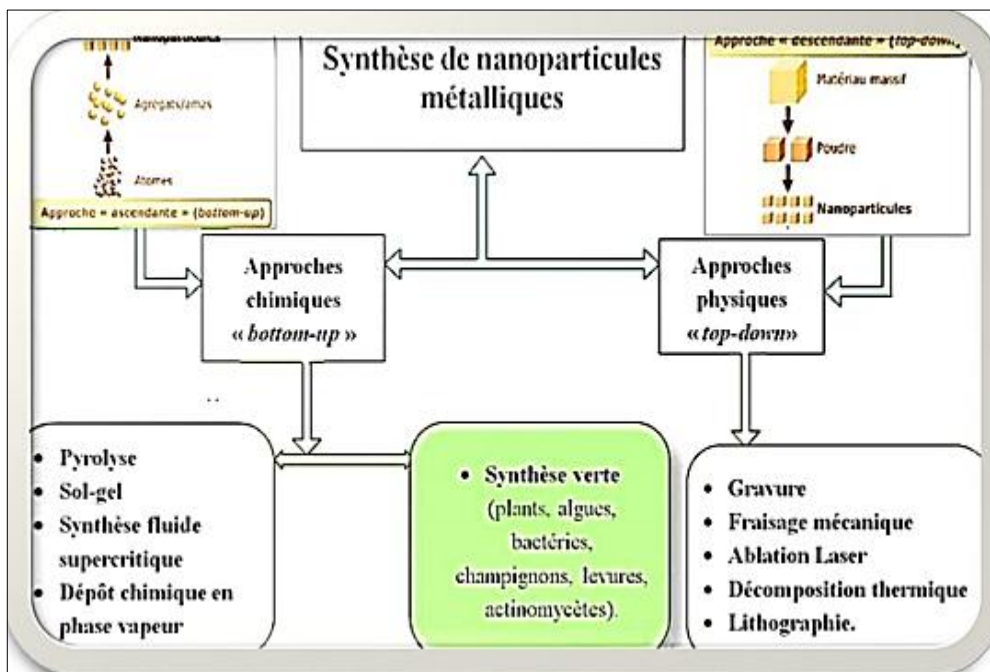 Nanoparticules
Agrégats/amas
Atomes
Approche « ascendante » (bottom-up)
Synthèse de nanoparticules
métalliques
Approche « descendante » (top-down)
Matériau massif
Poudre
Nanoparticules
Approches
chimiques
« bottom-up »
Approches
physiques
«top-down»
• Pyrolyse
• Sol-gel
• Synthèse fluide
supercritique
• Dépôt chimique en
phase vapeur
• Synthèse verte
(plants, algues,
bactéries,
champignons, levures,
actinomycètes).
• Gravure
• Fraisage mécanique
• Ablation Laser
• Décomposition thermique
• Lithographie.